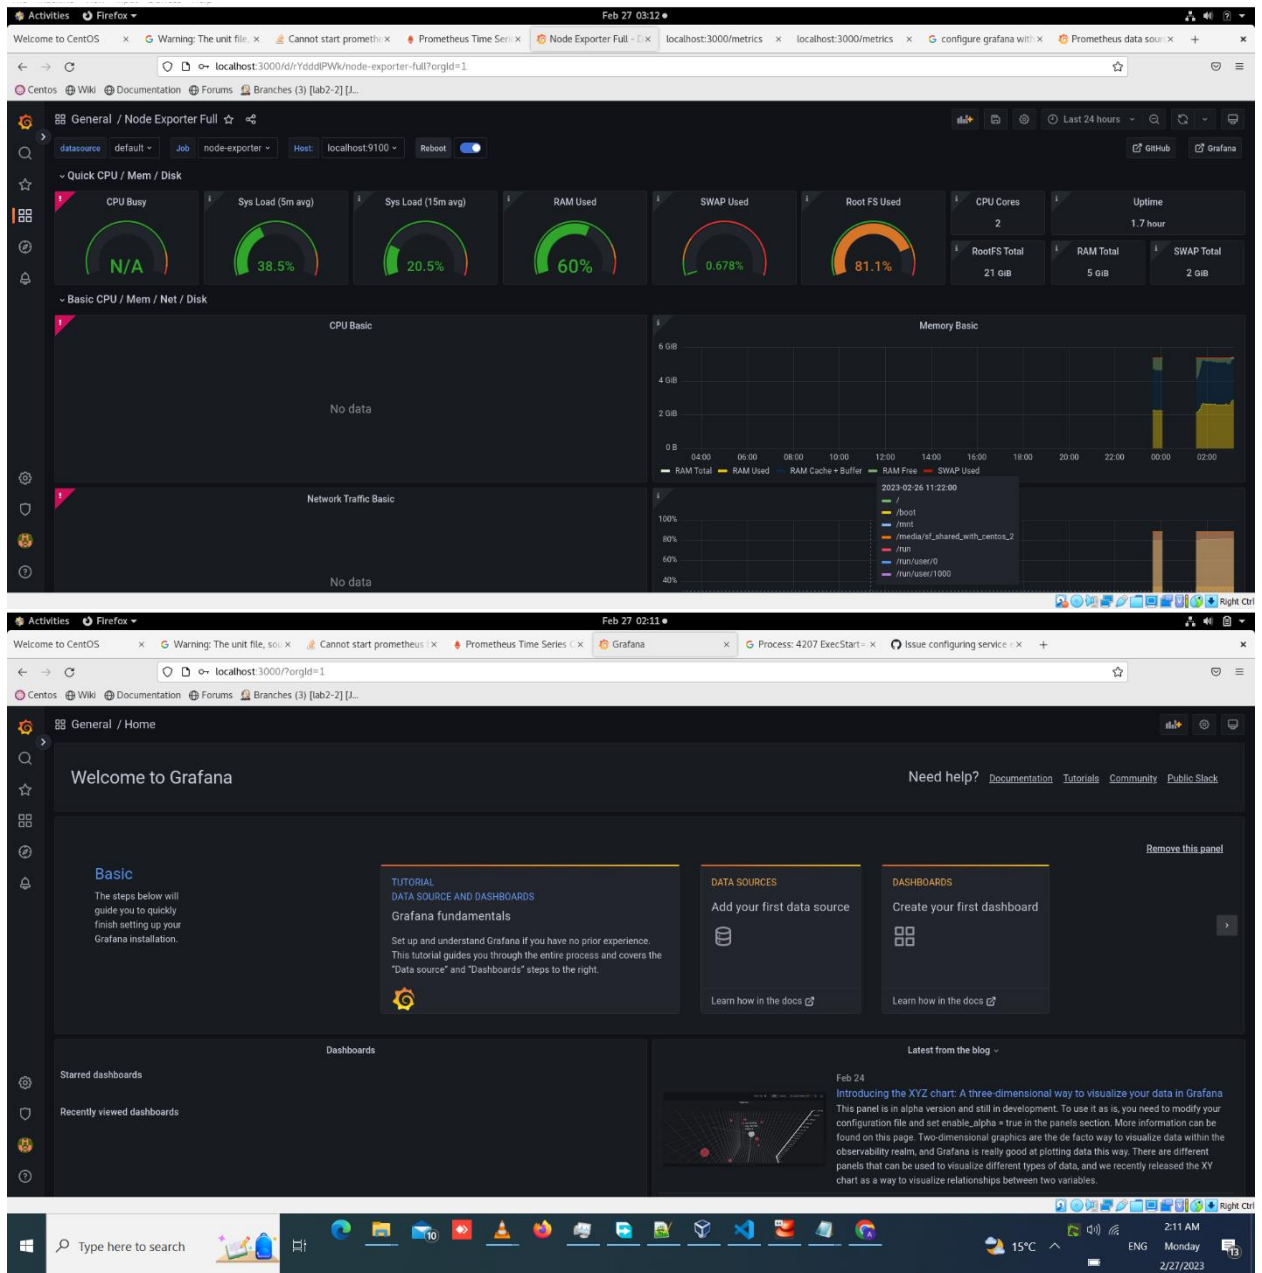 Activities Firefox Feb 27 03:12
Welcome to CentOS × G Warning: The unit file, × Cannot start promethe × Prometheus Time Seri × Node Exporter Full - D × localhost:3000/metrics × localhost:3000/metrics × G configure grafana with × Prometheus data sour × + ×
localhost:3000/d/rYdddlPWk/node-exporter-full?orgId=1
Centos Wiki Documentation Forums Branches (3) [lab2-2] [J...
General / Node Exporter Full Last 24 hours
datasource default Job node-exporter Host: localhost:9100 Reboot GitHub Grafana
Quick CPU / Mem / Disk
CPU Busy Sys Load (5m avg) Sys Load (15m avg) RAM Used SWAP Used Root FS Used CPU Cores Uptime
2 1.7 hour
RootFS Total RAM Total SWAP Total
N/A 38.5% 20.5% 60% 0.678% 81.1% 21 GiB 5 GiB 2 GiB
Basic CPU / Mem / Net / Disk
CPU Basic Memory Basic
6 GiB
4 GiB
No data
2 GiB
0 B
04:00 06:00 08:00 10:00 12:00 14:00 16:00 18:00 20:00 22:00 00:00 02:00
RAM Total RAM Used RAM Cache + Buffer RAM Free SWAP Used
Network Traffic Basic
2023-02-26 11:22:00
/
/boot
/mnt
/media/sf_shared_with_centos_2
/run
/run/user/0
/run/user/1000
100%
80%
60%
40%
No data
Right Ctrl
Activities Firefox Feb 27 02:11
Welcome to CentOS × G Warning: The unit file, sou × Cannot start prometheus × Prometheus Time Series C × Grafana × G Process: 4207 ExecStart= × Issue configuring service × + ×
localhost:3000/?orgId=1
Centos Wiki Documentation Forums Branches (3) [lab2-2] [J...
General / Home
Welcome to Grafana Need help? Documentation Tutorials Community Public Slack
Remove this panel
Basic
The steps below will
guide you to quickly
finish setting up your
Grafana installation.
TUTORIAL
DATA SOURCE AND DASHBOARDS
Grafana fundamentals
Set up and understand Grafana if you have no prior experience.
This tutorial guides you through the entire process and covers the
"Data source" and "Dashboards" steps to the right.
DATA SOURCES
Add your first data source
Learn how in the docs
DASHBOARDS
Create your first dashboard
Learn how in the docs
Dashboards
Starred dashboards
Recently viewed dashboards
Latest from the blog
Feb 24
Introducing the XYZ chart: A three-dimensional way to visualize your data in Grafana
This panel is in alpha version and still in development. To use it as is, you need to modify your
configuration file and set enable_alpha = true in the panels section. More information can be
found on this page. Two-dimensional graphics are the de facto way to visualize data within the
observability realm, and Grafana is really good at plotting data this way. There are different
panels that can be used to visualize different types of data, and we recently released the XY
chart as a way to visualize relationships between two variables.
Right Ctrl
Type here to search 10 15°C ENG 2:11 AM
Monday
2/27/2023
13